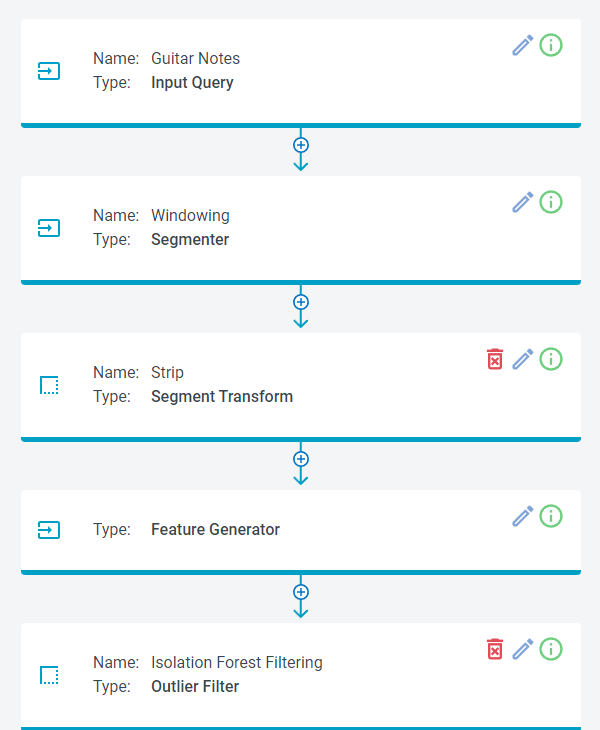 Name: Guitar Notes
Type: Input Query
Name: Windowing
Type: Segmenter
Name: Strip
Type: Segment Transform
Type: Feature Generator
Name: Isolation Forest Filtering
Type: Outlier Filter